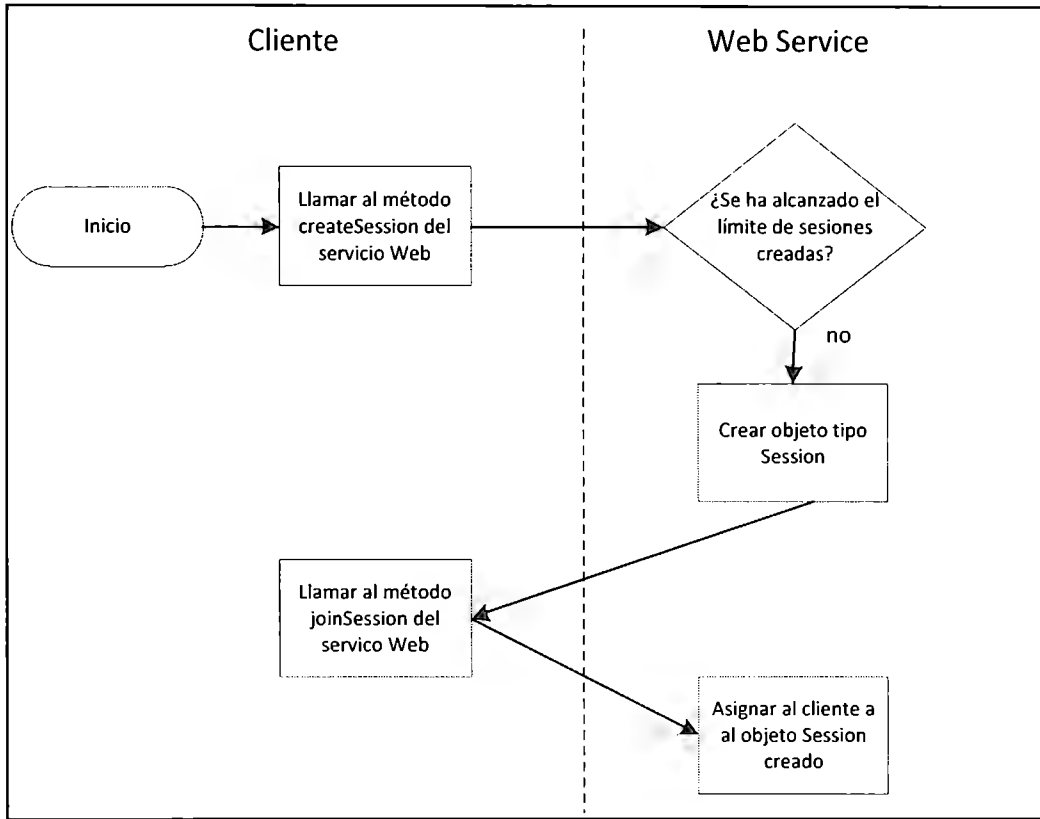 Cliente
Web Service
Inicio
Llamar al método
createSession del
servicio Web
¿Se ha alcanzado el
límite de sesiones
creadas?
no
Crear objeto tipo
Session
Llamar al método
joinSession del
servico Web
Asignar al cliente a
al objeto Session
creado